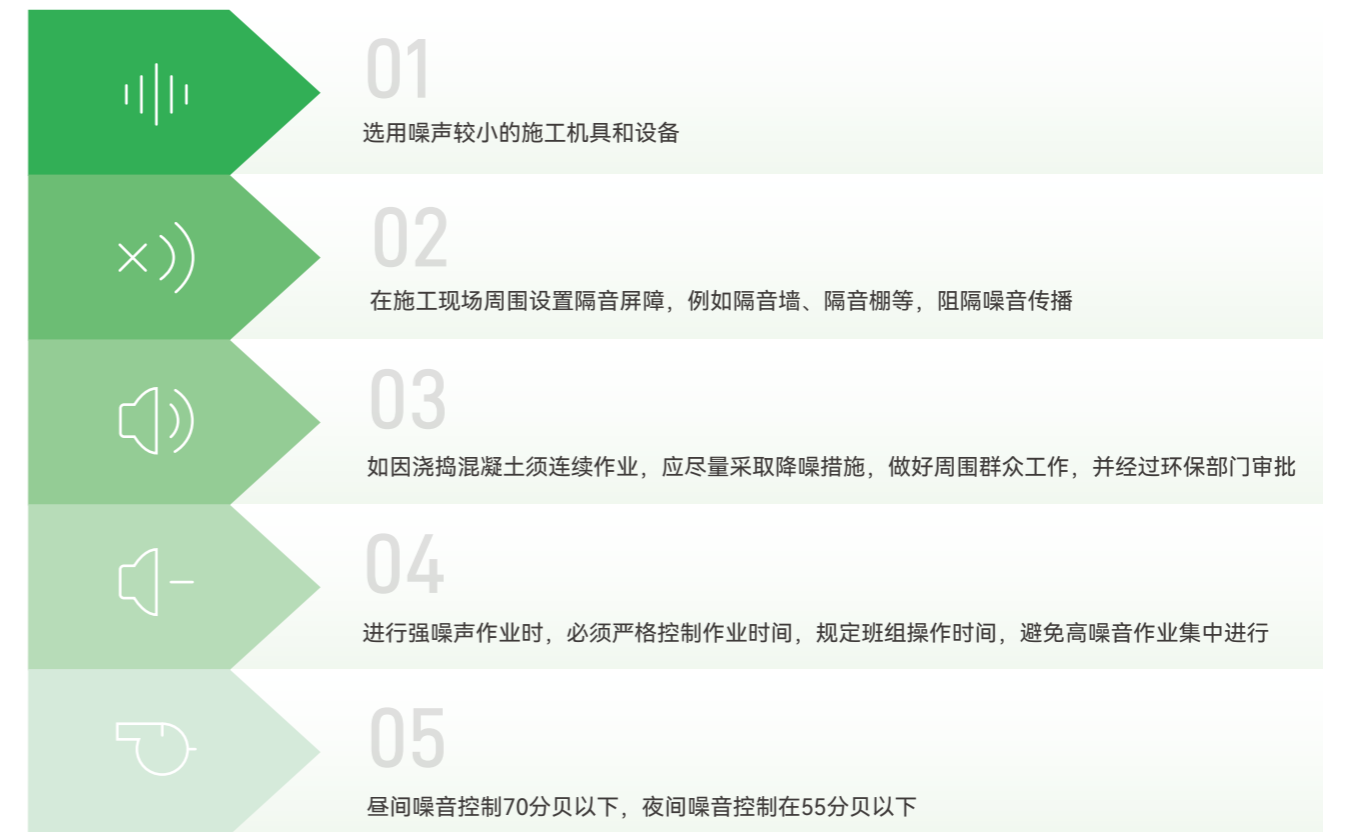 01
选用噪声较小的施工机具和设备
02
在施工现场周围设置隔音屏障，例如隔音墙、隔音棚等，阻隔噪音传播
03
如因浇捣混凝土须连续作业，应尽量采取降噪措施，做好周围群众工作，并经过环保部门审批
04
进行强噪声作业时，必须严格控制作业时间，规定班组操作时间，避免高噪音作业集中进行
05
昼间噪音控制70分贝以下，夜间噪音控制在55分贝以下